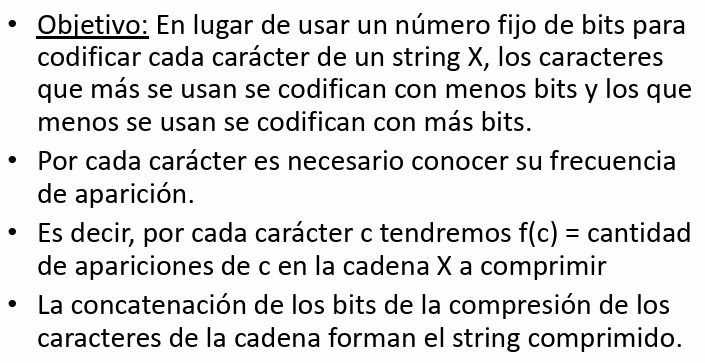 • Objetivo: En lugar de usar un número fijo de bits para
codificar cada carácter de un string X, los caracteres
que más se usan se codifican con menos bits y los que
menos se usan se codifican con más bits.
• Por cada carácter es necesario conocer su frecuencia
de aparición.
• Es decir, por cada carácter c tendremos f(c) = cantidad
de apariciones de c en la cadena X a comprimir
• La concatenación de los bits de la compresión de los
caracteres de la cadena forman el string comprimido.